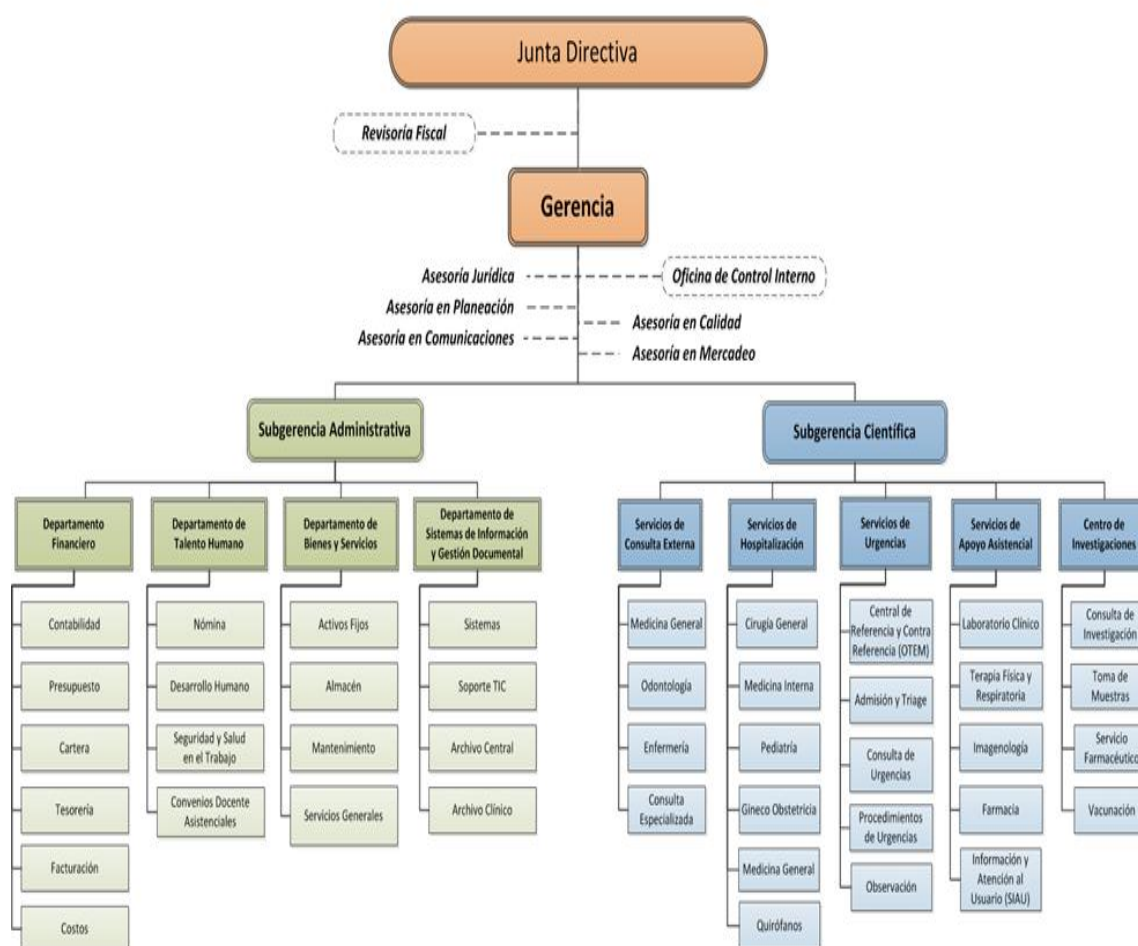 Junta Directiva
Revisoría Fiscal
Gerencia
Asesoría Jurídica
Oficina de Control Interno
Asesoría en Planeación
Asesoría en Calidad
Asesoría en Comunicaciones
Asesoría en Mercadeo
Subgerencia Administrativa
Subgerencia Científica
Departamento
Financiero
Departamento de
Talento Humano
Departamento de
Bienes y Servicios
Departamento de
Sistemas de Información
y Gestión Documental
Servicios de
Consulta Externa
Servicios de
Hospitalización
Servicios de
Urgencias
Servicios de
Apoyo Asistencial
Centro de
Investigaciones
Contabilidad
Presupuesto
Cartera
Tesorería
Facturación
Costos
Nómina
Desarrollo Humano
Seguridad y Salud
en el Trabajo
Convenios Docente
Asistenciales
Activos Fijos
Almacén
Mantenimiento
Servicios Generales
Sistemas
Soporte TIC
Archivo Central
Archivo Clínico
Medicina General
Odontología
Enfermería
Consulta
Especializada
Cirugía General
Medicina Interna
Pediatría
Gineco Obstetricia
Medicina General
Quirófanos
Central de
Referencia y Contra
Referencia (OTEM)
Admisión y Triage
Consulta de
Urgencias
Procedimientos
de Urgencias
Observación
Laboratorio Clínico
Terapia Física y
Respiratoria
Imagenología
Farmacia
Información y
Atención al
Usuario (SIAU)
Consulta de
Investigación
Toma de
Muestras
Servicio
Farmacéutico
Vacunación